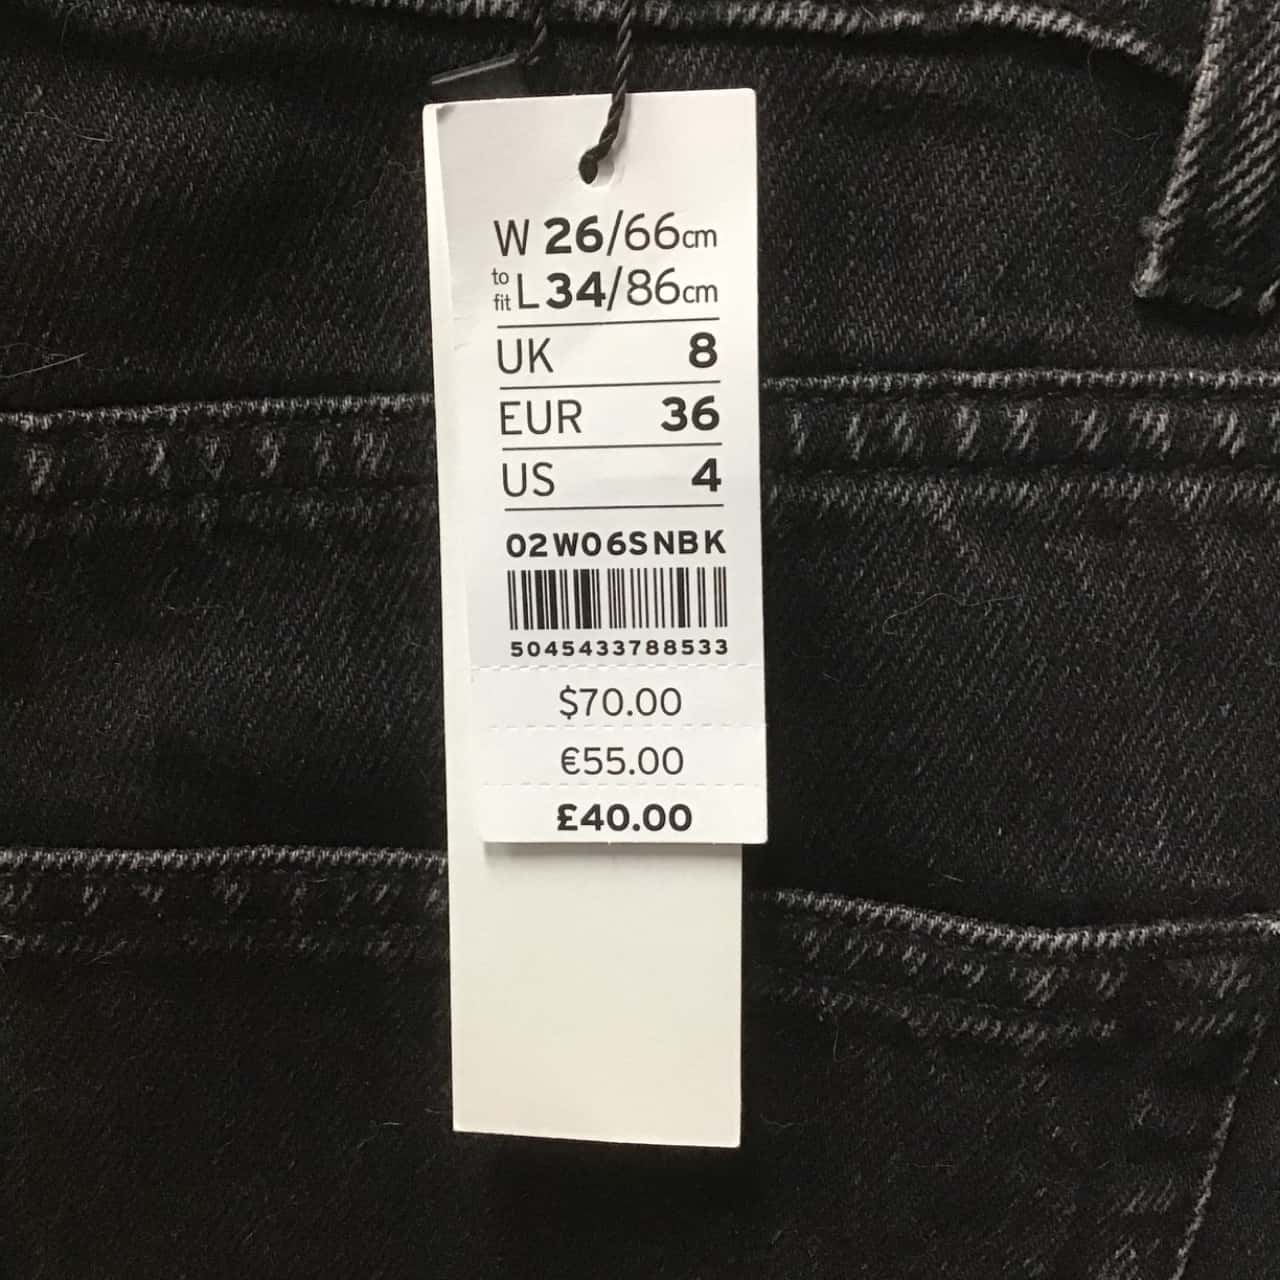 W 26/66cm
to fit L34/86cm
UK 8
EUR 36
US 4
02W06SNBK
5045433788533
$70.00
€55.00
£40.00